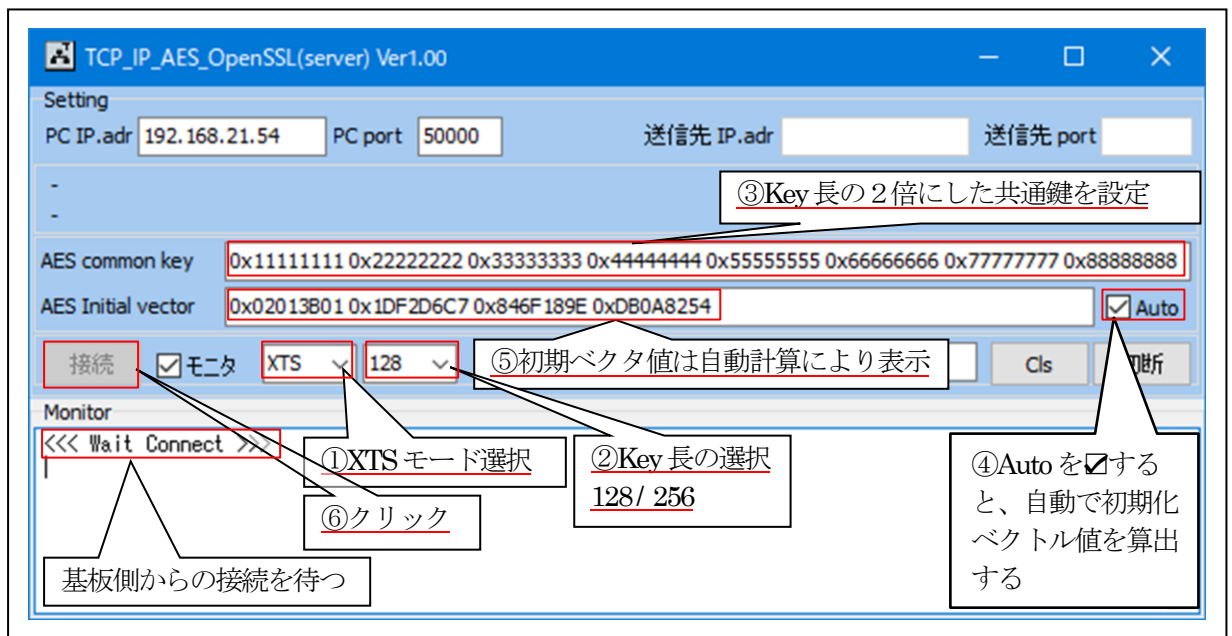 TCP_IP_AES_OpenSSL(server) Ver1.00
Setting
PC IP.adr 192.168.21.54 PC port 50000 送信先 IP.adr 送信先 port
-
-
③Key 長の２倍にした共通鍵を設定
AES common key 0x11111111 0x22222222 0x33333333 0x44444444 0x55555555 0x66666666 0x77777777 0x88888888
AES Initial vector 0x02013B01 0x1DF2D6C7 0x846F189E 0xDB0A8254 Auto
接続 モニタ XTS 128 ⑤初期ベクタ値は自動計算により表示 Cls
Monitor
<<< Wait Connect >>>
①XTS モード選択
②Key 長の選択
128/ 256
④Auto を☑する
と、自動で初期化
ベクトル値を算出
する
⑥クリック
基板側からの接続を待つ